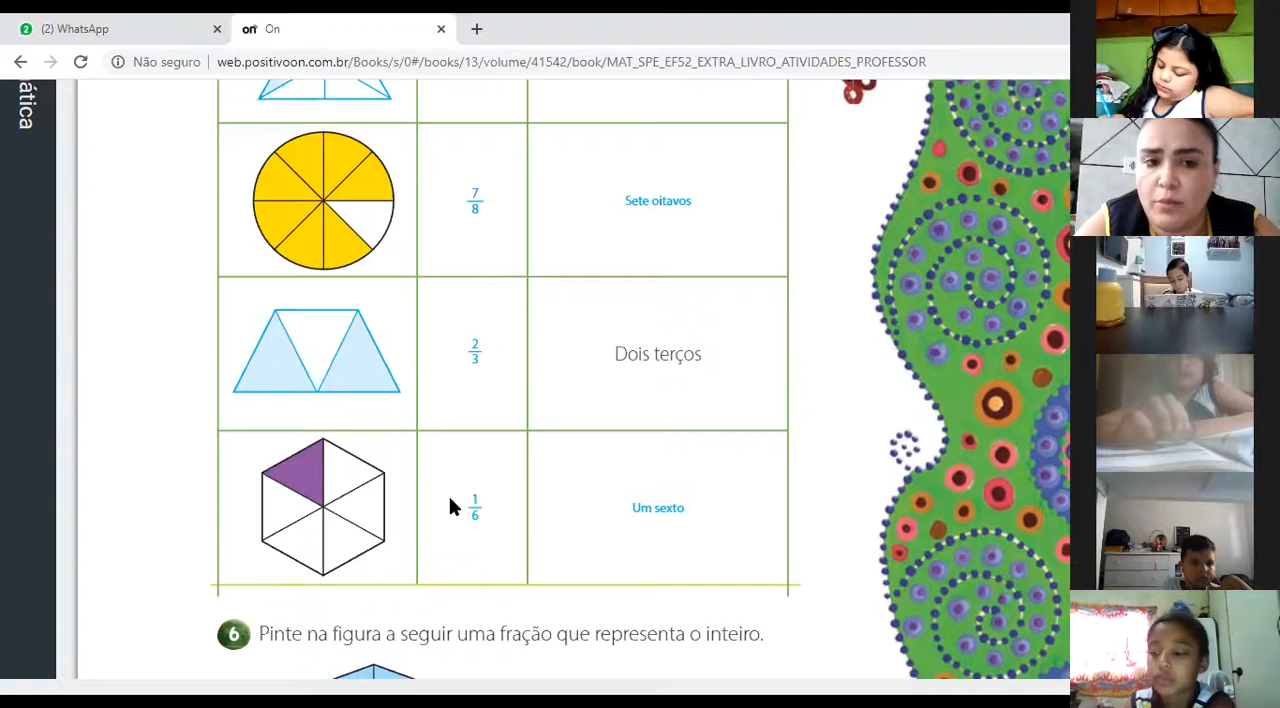 2 (2) WhatsApp
on On
Não seguro web.positivoon.com.br/Books/s/0#/books/13/volume/41542/book/MAT_SPE_EF52_EXTRA_LIVRO_ATIVIDADES_PROFESSOR
ática
7/8 Sete oitavos
2/3 Dois terços
1/6 Um sexto
6 Pinte na figura a seguir uma fração que representa o inteiro.